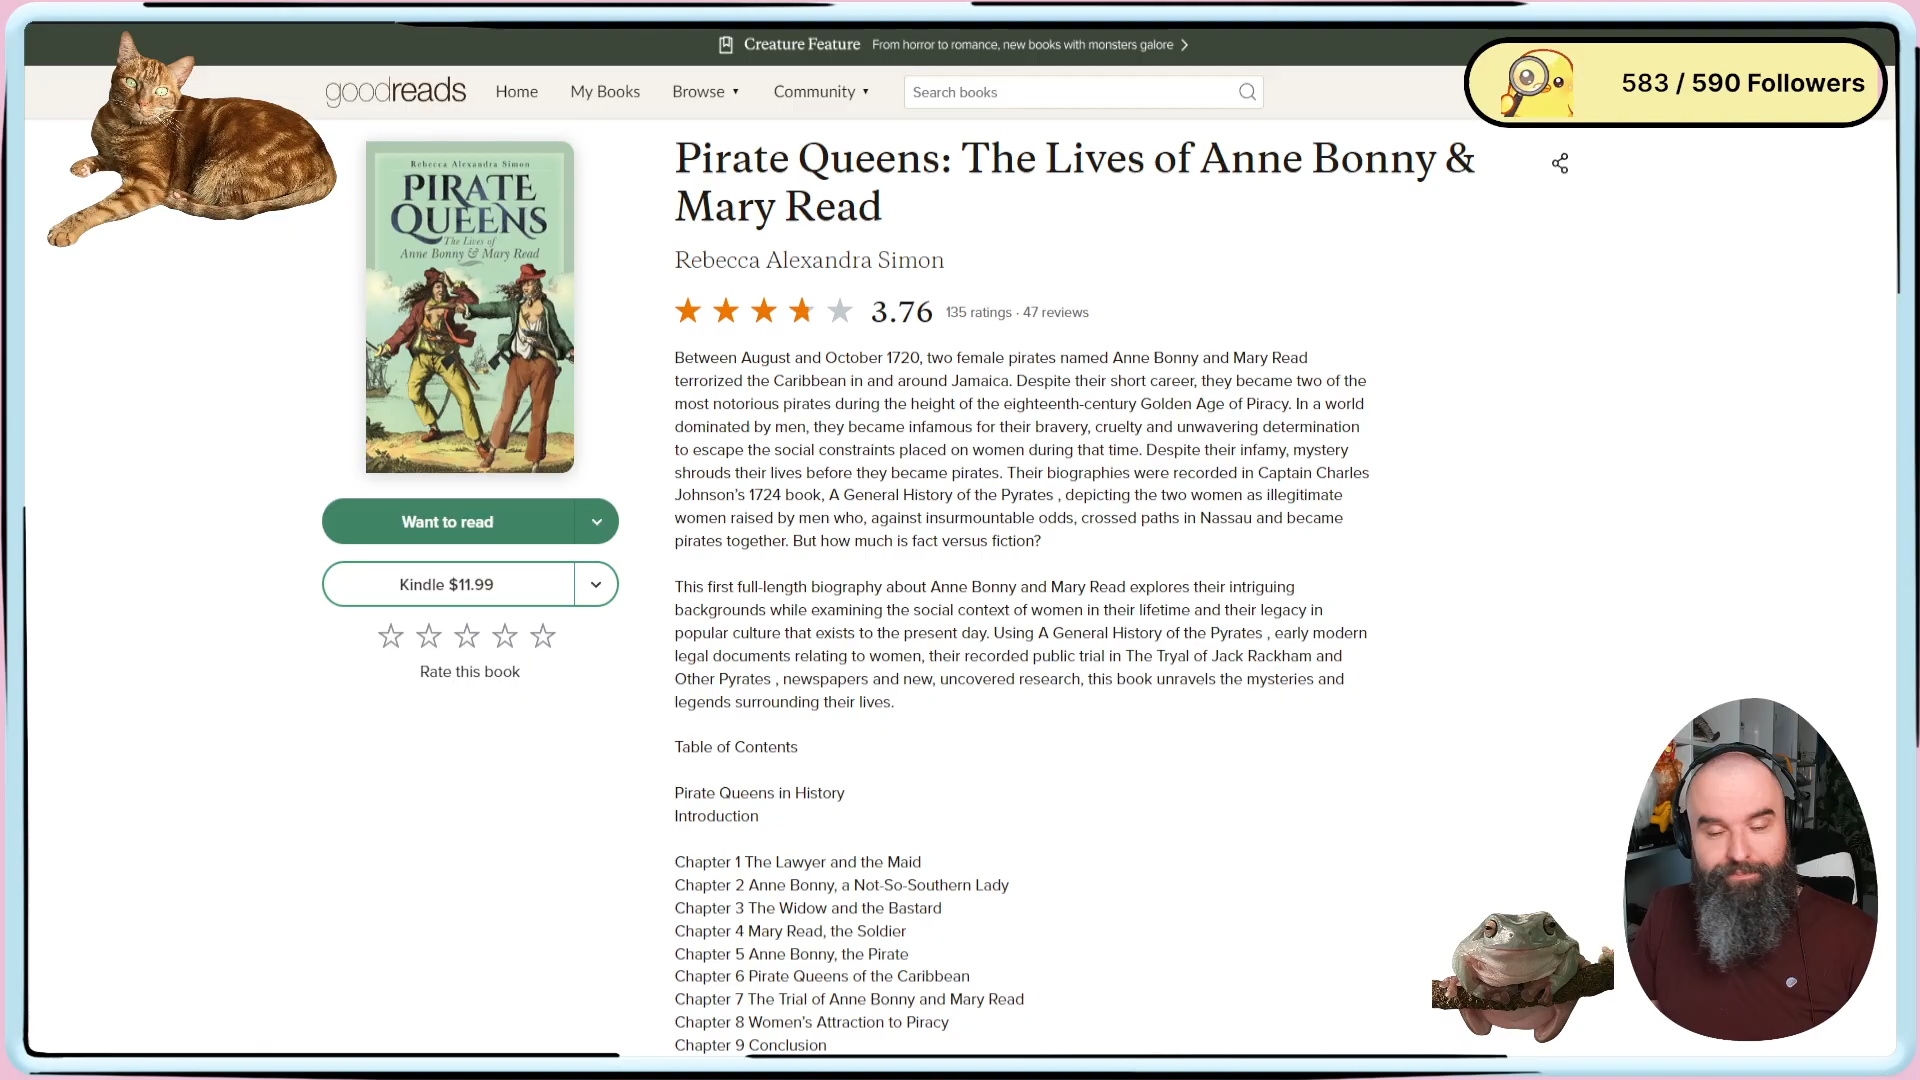 Creature Feature From horror to romance, new books with monsters galore
goodreads Home My Books Browse Community Search books
583 / 590 Followers
Rebecca Alexandra Simon
PIRATE
QUEENS
The Lives of
Anne Bonny & Mary Read
Want to read
Kindle $11.99
Rate this book
Pirate Queens: The Lives of Anne Bonny &
Mary Read
Rebecca Alexandra Simon
3.76 135 ratings · 47 reviews
Between August and October 1720, two female pirates named Anne Bonny and Mary Read
terrorized the Caribbean in and around Jamaica. Despite their short career, they became two of the
most notorious pirates during the height of the eighteenth-century Golden Age of Piracy. In a world
dominated by men, they became infamous for their bravery, cruelty and unwavering determination
to escape the social constraints placed on women during that time. Despite their infamy, mystery
shrouds their lives before they became pirates. Their biographies were recorded in Captain Charles
Johnson's 1724 book, A General History of the Pyrates , depicting the two women as illegitimate
women raised by men who, against insurmountable odds, crossed paths in Nassau and became
pirates together. But how much is fact versus fiction?
This first full-length biography about Anne Bonny and Mary Read explores their intriguing
backgrounds while examining the social context of women in their lifetime and their legacy in
popular culture that exists to the present day. Using A General History of the Pyrates , early modern
legal documents relating to women, their recorded public trial in The Tryal of Jack Rackham and
Other Pyrates , newspapers and new, uncovered research, this book unravels the mysteries and
legends surrounding their lives.
Table of Contents
Pirate Queens in History
Introduction
Chapter 1 The Lawyer and the Maid
Chapter 2 Anne Bonny, a Not-So-Southern Lady
Chapter 3 The Widow and the Bastard
Chapter 4 Mary Read, the Soldier
Chapter 5 Anne Bonny, the Pirate
Chapter 6 Pirate Queens of the Caribbean
Chapter 7 The Trial of Anne Bonny and Mary Read
Chapter 8 Women's Attraction to Piracy
Chapter 9 Conclusion